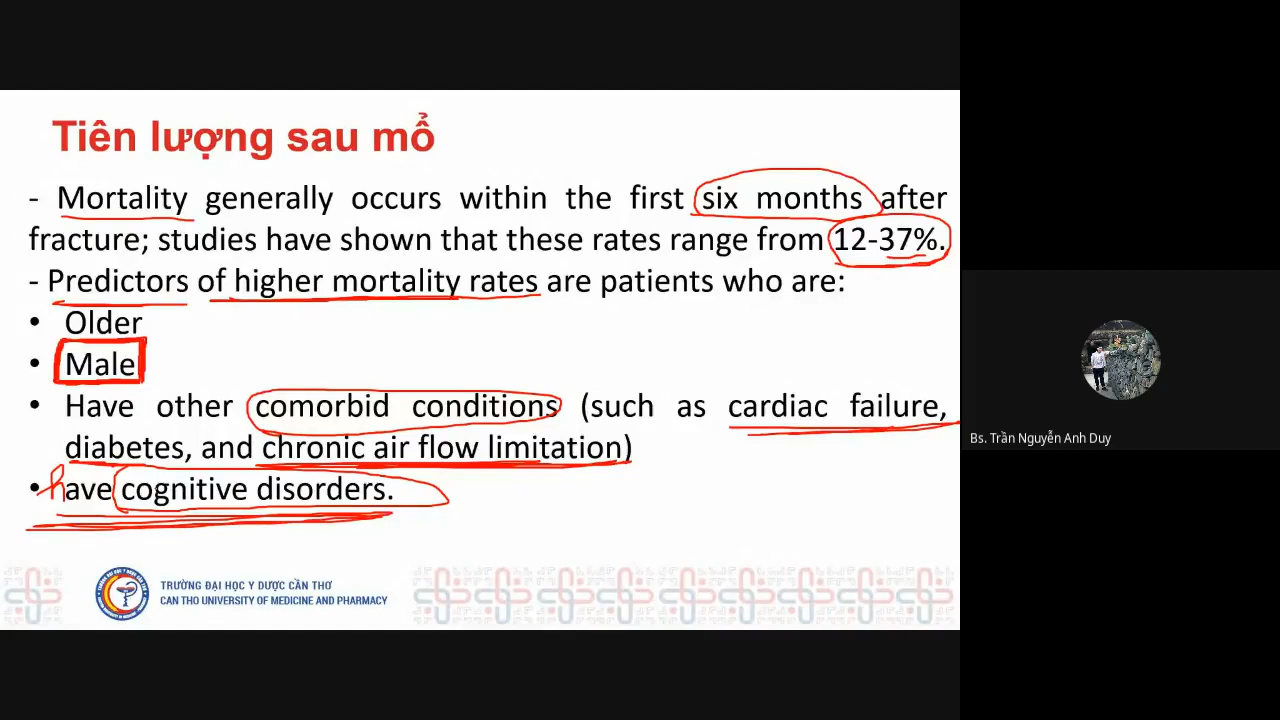 Tiên lượng sau mổ
- Mortality generally occurs within the first six months after
fracture; studies have shown that these rates range from 12-37%.
- Predictors of higher mortality rates are patients who are:
• Older
• Male
• Have other comorbid conditions (such as cardiac failure,
diabetes, and chronic air flow limitation)
• have cognitive disorders.
TRƯỜNG ĐẠI HỌC Y DƯỢC CẦN THƠ
CAN THO UNIVERSITY OF MEDICINE AND PHARMACY
Bs. Trần Nguyễn Anh Duy